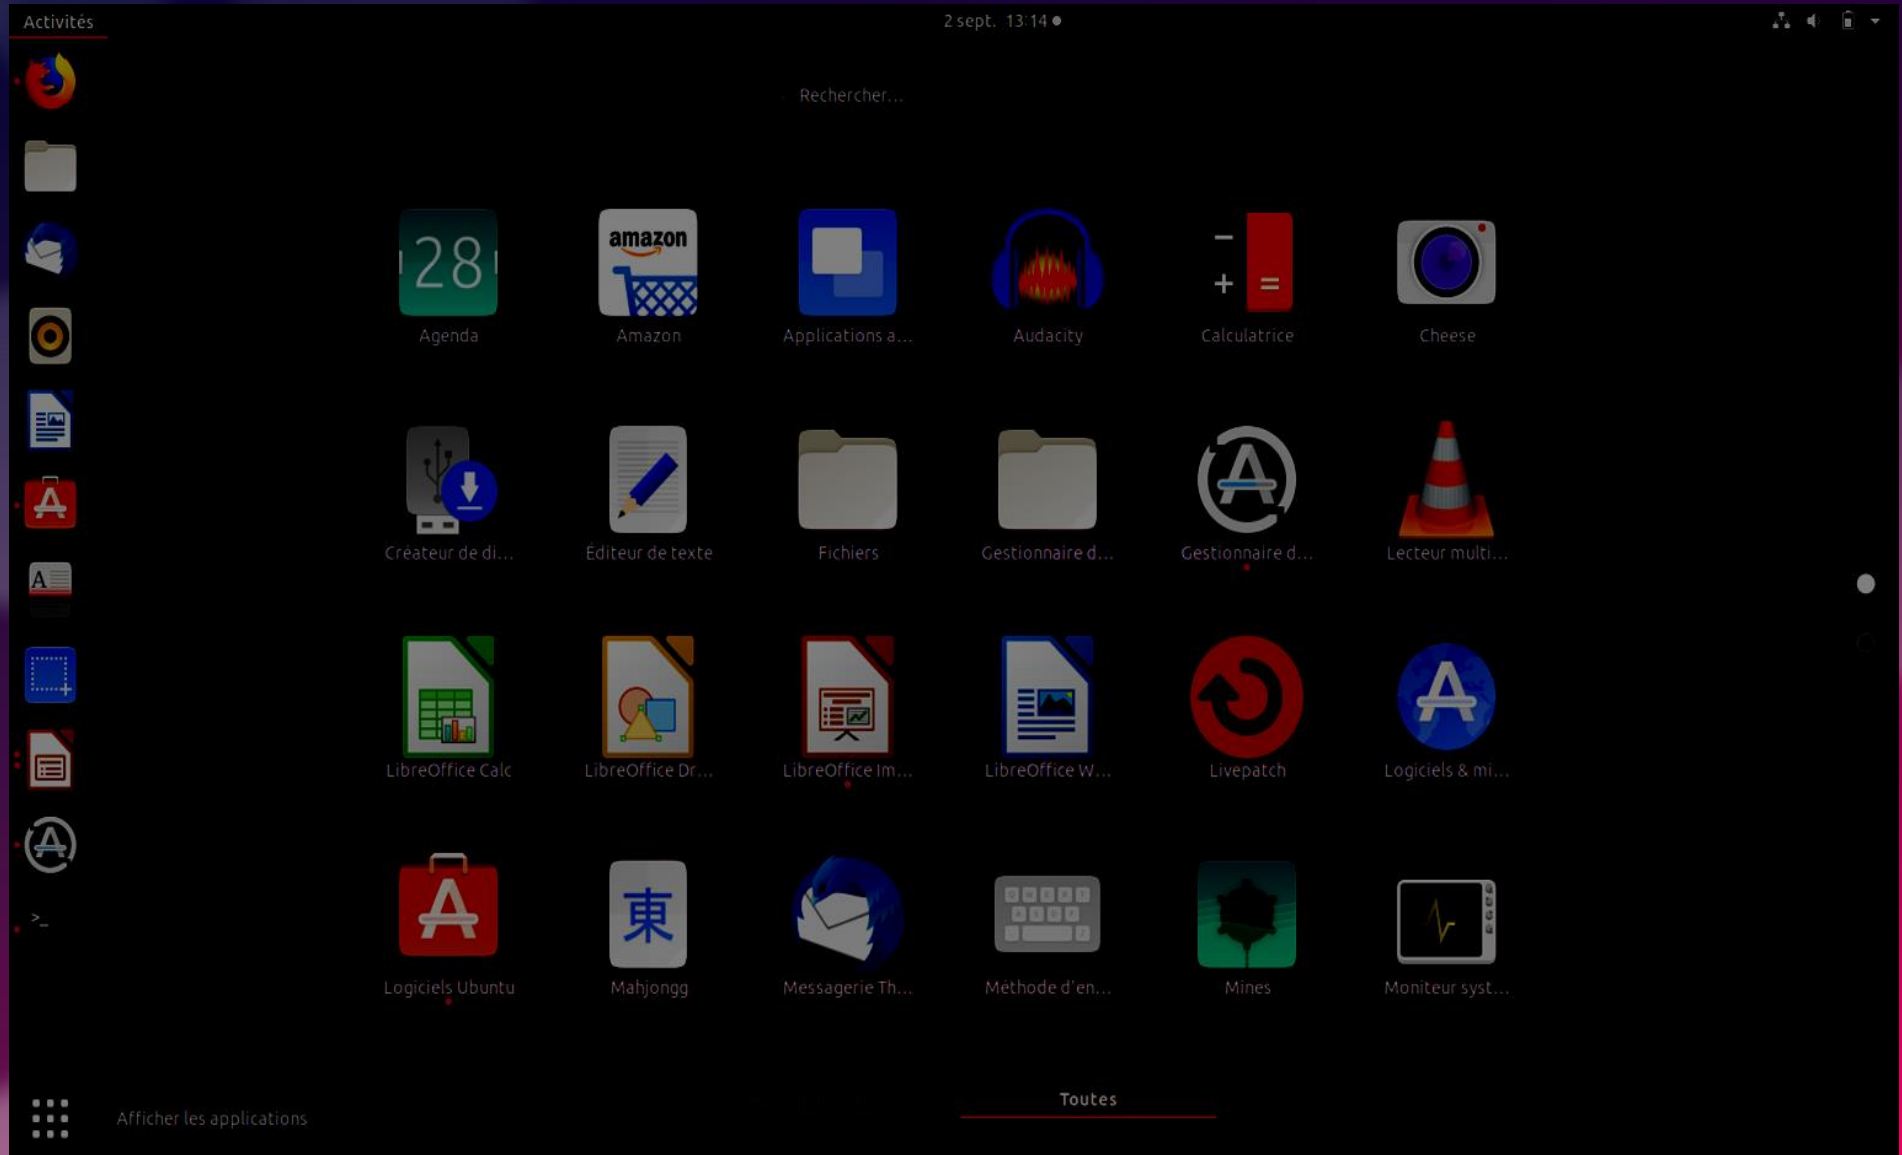 Activités
2 sept. 13:14
Rechercher...
28
amazon
Agenda
Amazon
Applications a...
Audacity
Calculatrice
Cheese
Créateur de di...
Éditeur de texte
Fichiers
Gestionnaire d...
Gestionnaire d...
Lecteur multi...
LibreOffice Calc
LibreOffice Dr...
LibreOffice Im...
LibreOffice W...
Livepatch
Logiciels & mi...
東
Logiciels Ubuntu
Mahjongg
Messagerie Th...
Méthode d'en...
Mines
Moniteur syst...
Toutes
Afficher les applications